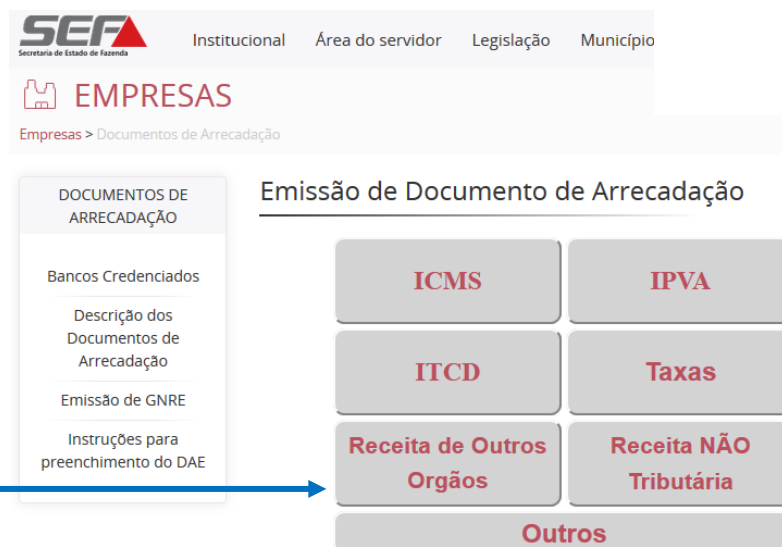 SEF
Secretaria de Estado de Fazenda
Institucional Área do servidor Legislação Município
EMPRESAS
Empresas > Documentos de Arrecadação
DOCUMENTOS DE
ARRECADAÇÃO
Bancos Credenciados
Descrição dos
Documentos de
Arrecadação
Emissão de GNRE
Instruções para
preenchimento do DAE
Emissão de Documento de Arrecadação
ICMS
IPVA
ITCD
Taxas
Receita de Outros
Orgãos
Receita NÃO
Tributária
Outros